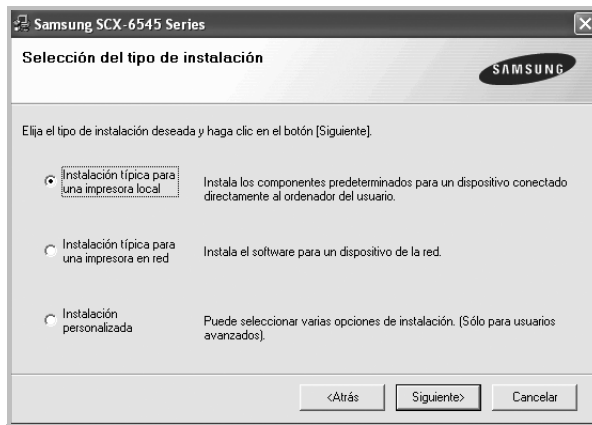 Samsung SCX-6545 Series
Selección del tipo de instalación
SAMSUNG
Elija el tipo de instalación deseada y haga clic en el botón [Siguiente].
Instalación típica para
una impresora local
Instala los componentes predeterminados para un dispositivo conectado
directamente al ordenador del usuario.
Instalación típica para
una impresora en red
Instala el software para un dispositivo de la red.
Instalación
personalizada
Puede seleccionar varias opciones de instalación. (Sólo para usuarios
avanzados).
<Atrás
Siguiente>
Cancelar